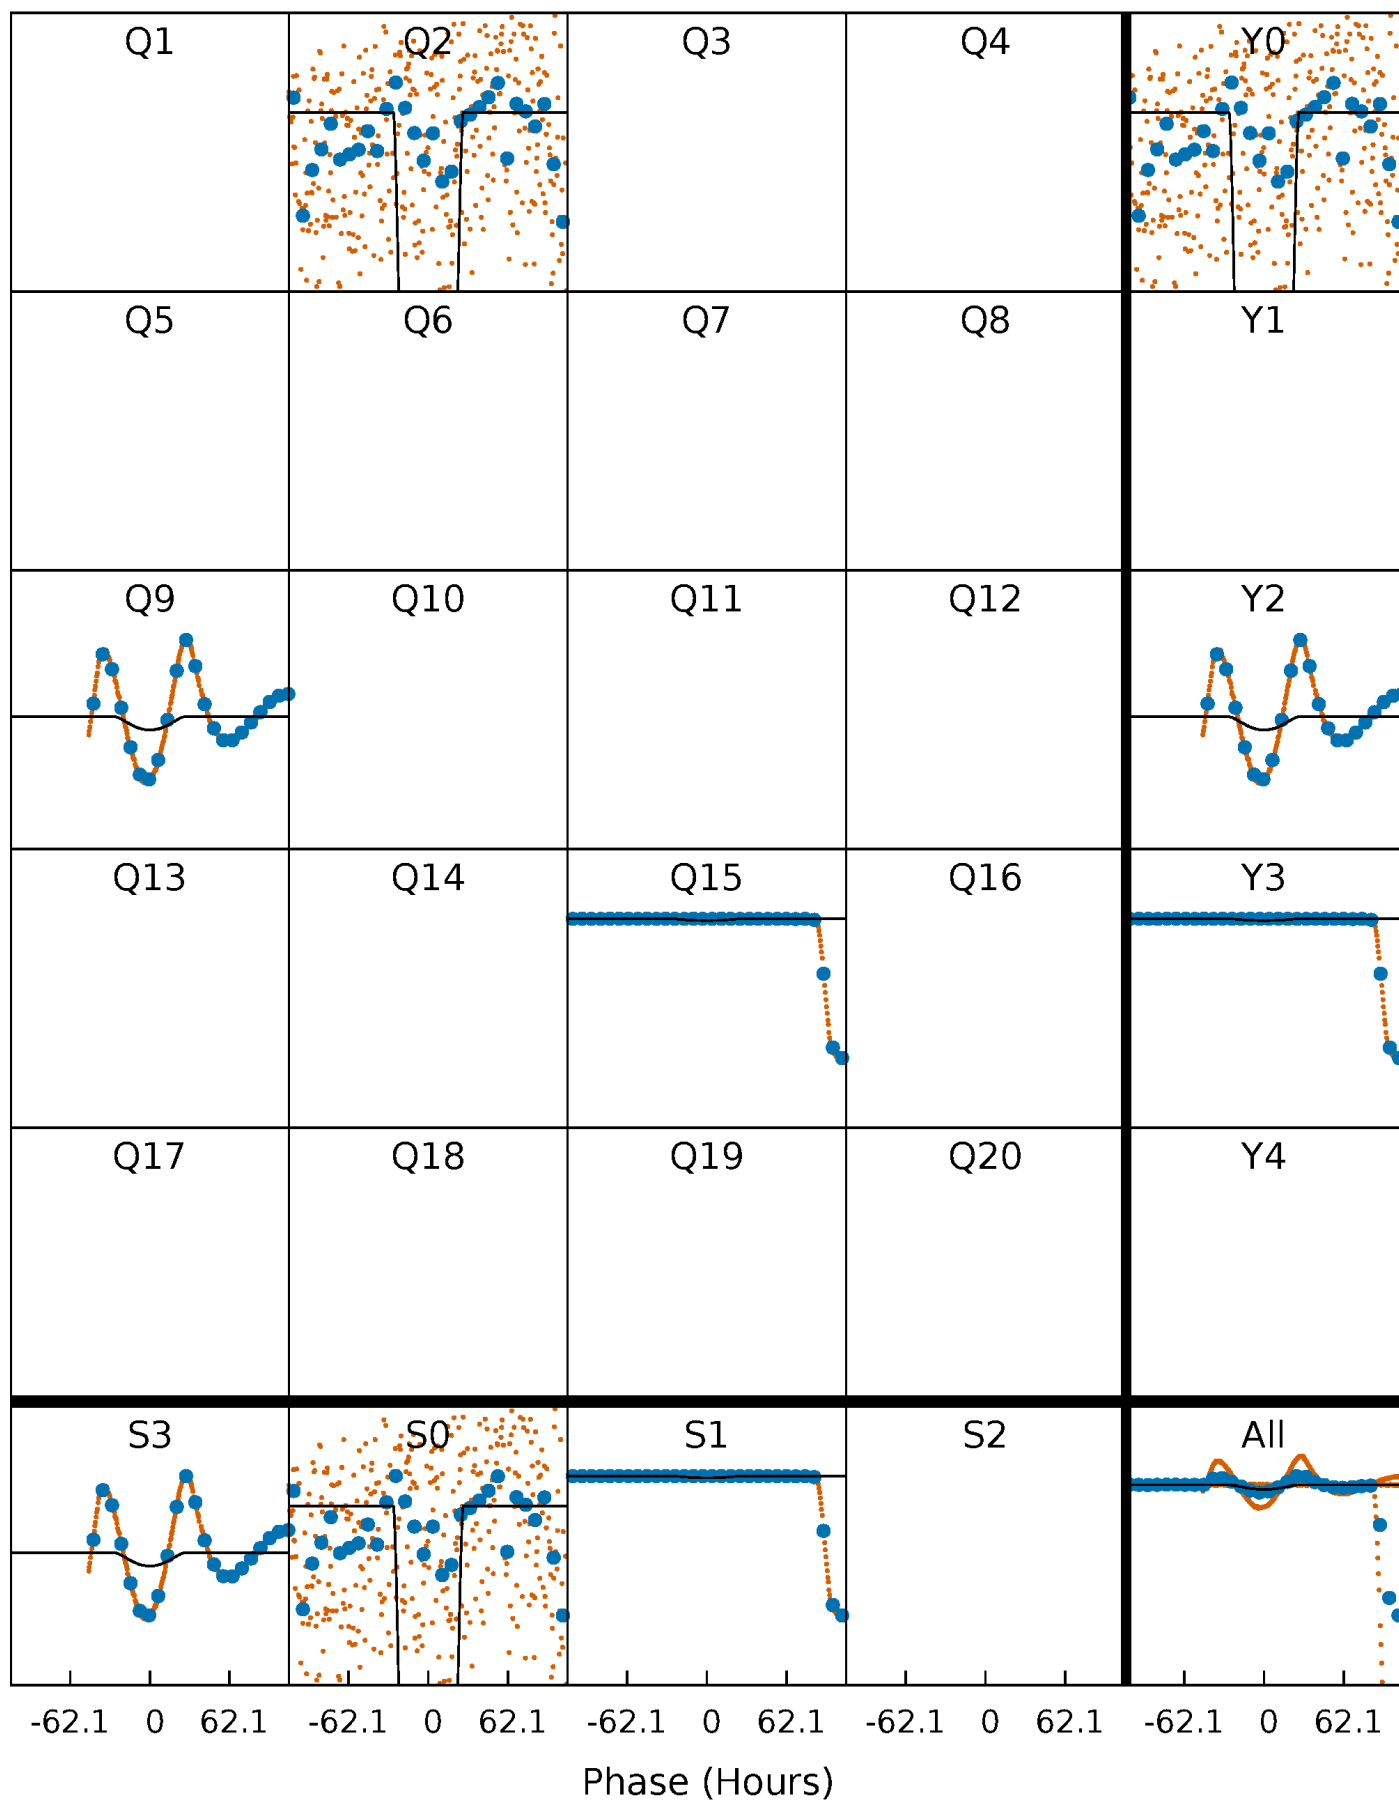 Q1 Q2 Q3 Q4 Y0
Q5 Q6 Q7 Q8 Y1
Q9 Q10 Q11 Q12 Y2
Q13 Q14 Q15 Q16 Y3
Q17 Q18 Q19 Q20 Y4
S3 S0 S1 S2 All
-62.1 0 62.1 -62.1 0 62.1 -62.1 0 62.1 -62.1 0 62.1 -62.1 0 62.1
Phase (Hours)